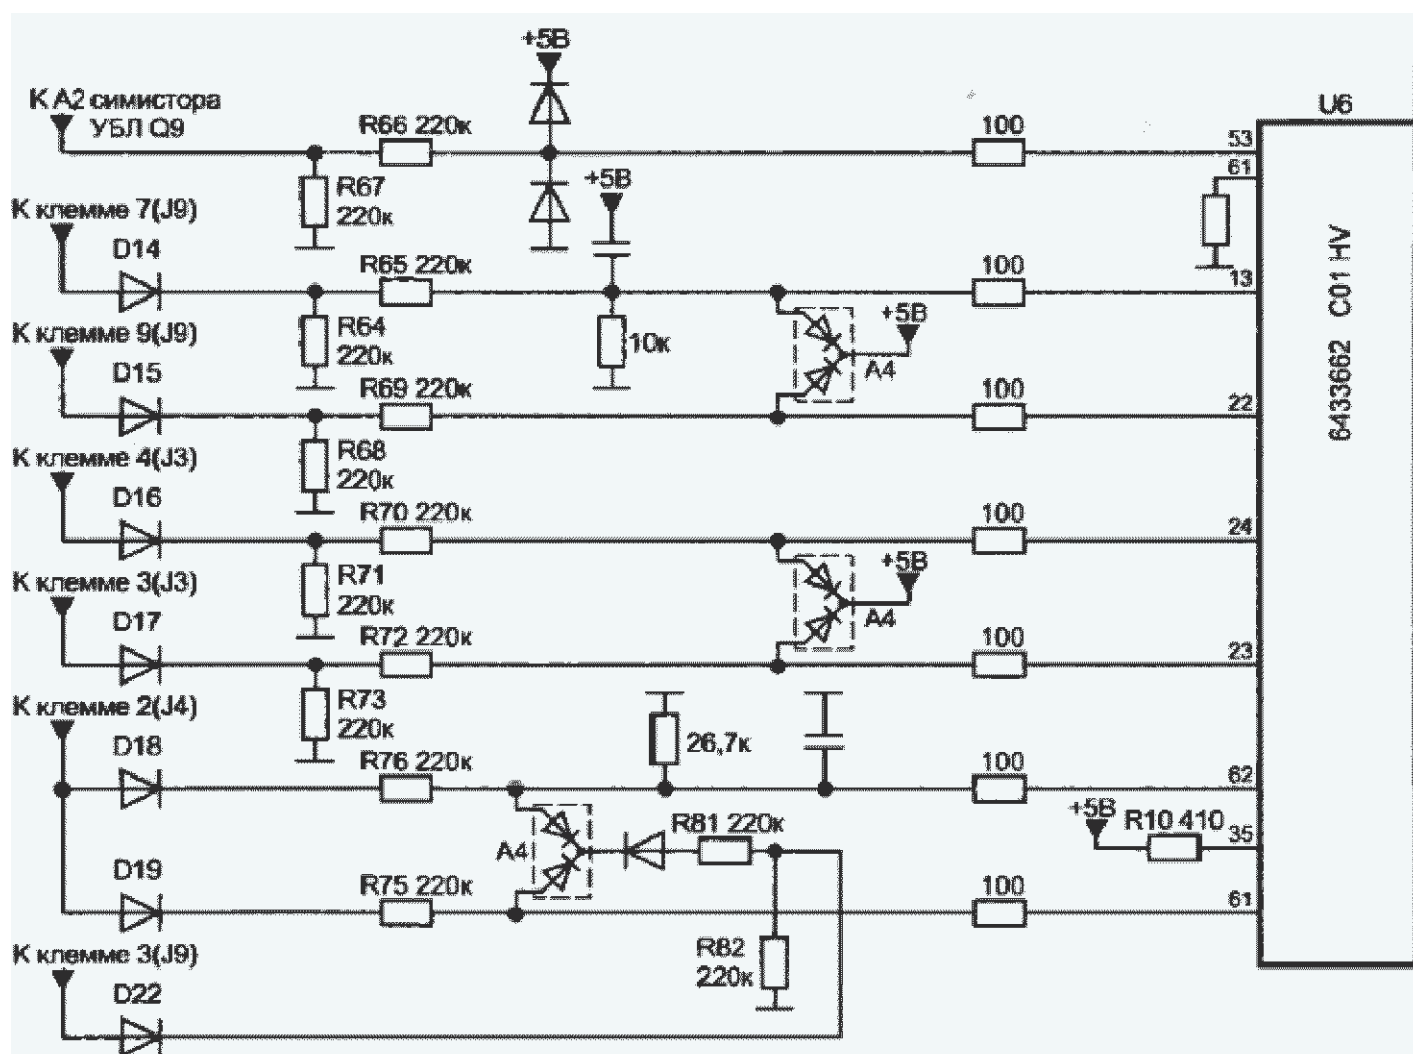 +5В
К А2 симистора
УБЛ Q9
R66 220к
100
U6
53
61
R67
220к
+5В
К клемме 7(J9)
D14
R65 220к
100
13
R64
220к
10к
+5В
А4
К клемме 9(J9)
D15
R69 220к
100
22
R68
220к
6433662 C01 HV
К клемме 4(J3)
D16
R70 220к
100
24
R71
220к
+5В
А4
К клемме 3(J3)
D17
R72 220к
100
23
R73
220к
К клемме 2(J4)
D18
R76 220к
26,7к
100
62
А4
R81 220к
+5В
R10 410
35
D19
R75 220к
100
61
R82
220к
К клемме 3(J9)
D22